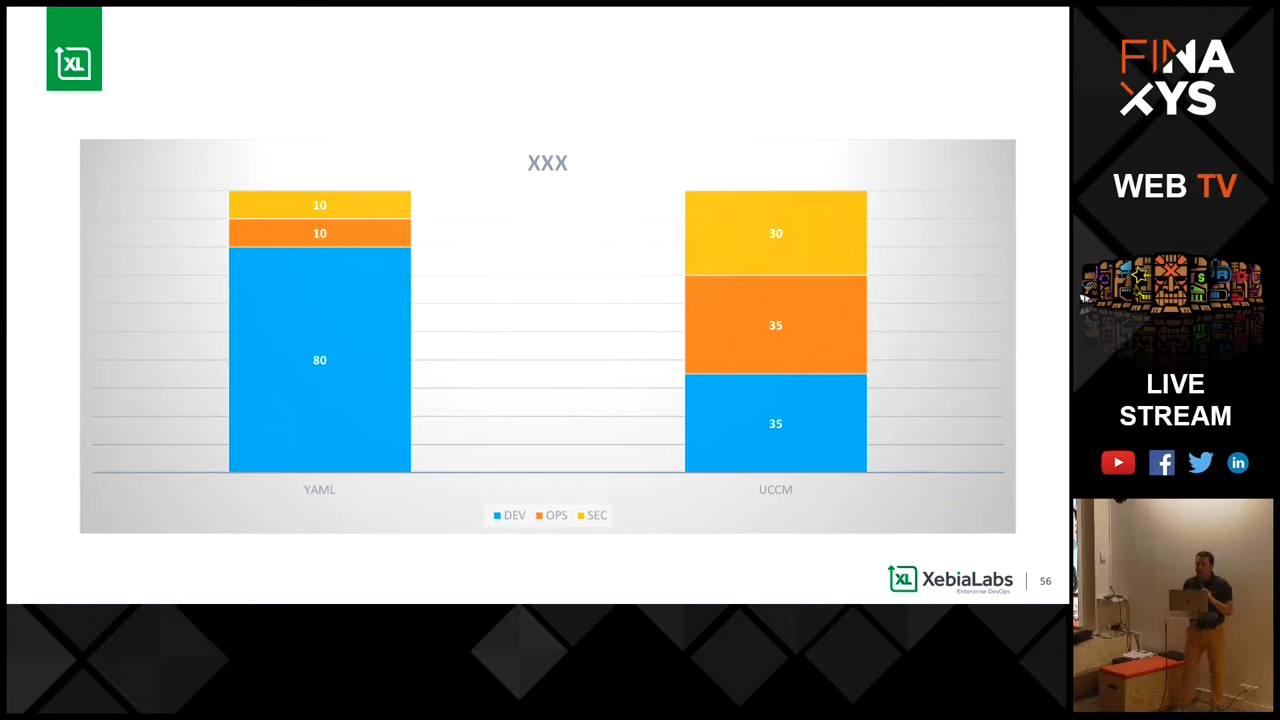 XL
XXX
10
10
80
30
35
35
YAML
UCCM
DEV OPS SEC
XL XebiaLabs
Enterprise DevOps
56
FINA
XYS
WEB TV
LIVE
STREAM
in